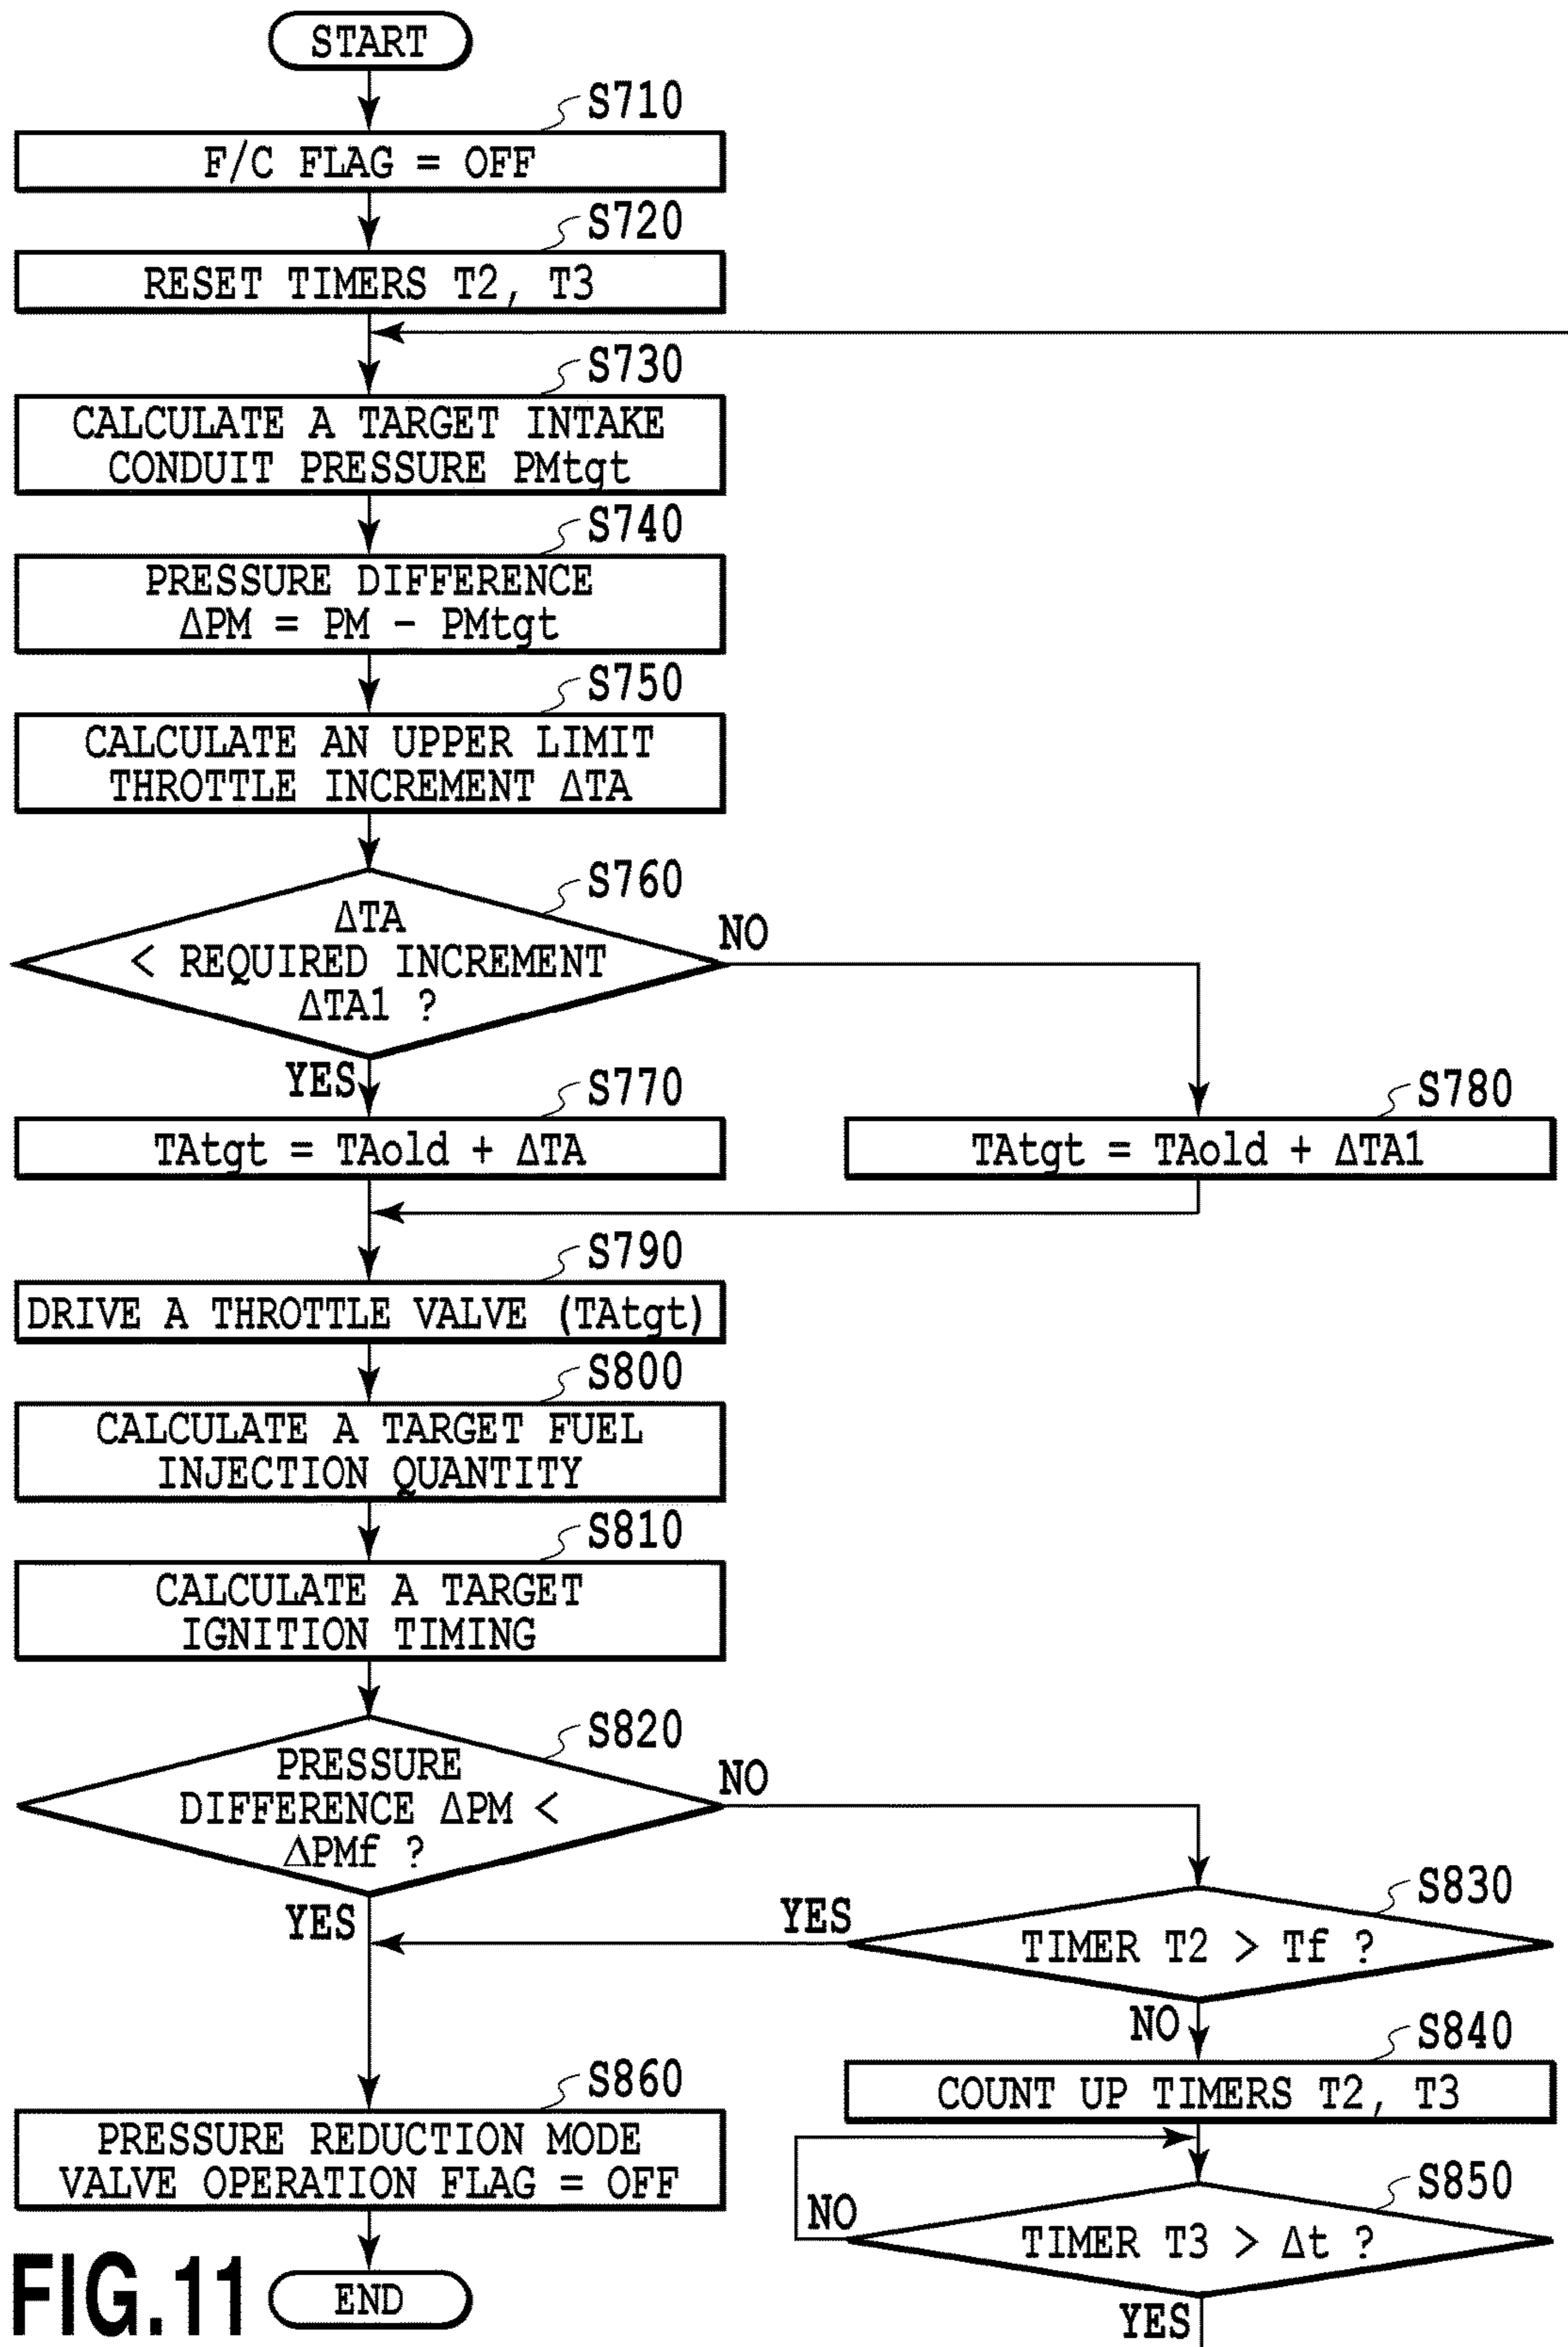 START
S710
F/C FLAG = OFF
S720
RESET TIMERS T2, T3
S730
CALCULATE A TARGET INTAKE
CONDUIT PRESSURE PMtgt
S740
PRESSURE DIFFERENCE
ΔPM = PM - PMtgt
S750
CALCULATE AN UPPER LIMIT
THROTTLE INCREMENT ΔTA
S760
ΔTA
< REQUIRED INCREMENT
ΔTA1 ?
NO
YES
S770
TAtgt = TAold + ΔTA
S780
TAtgt = TAold + ΔTA1
S790
DRIVE A THROTTLE VALVE (TAtgt)
S800
CALCULATE A TARGET FUEL
INJECTION QUANTITY
S810
CALCULATE A TARGET
IGNITION TIMING
S820
PRESSURE
DIFFERENCE ΔPM <
ΔPMf ?
NO
YES
S830
TIMER T2 > Tf ?
YES
NO
S840
COUNT UP TIMERS T2, T3
S850
TIMER T3 > Δt ?
NO
YES
S860
PRESSURE REDUCTION MODE
VALVE OPERATION FLAG = OFF
END
FIG.11